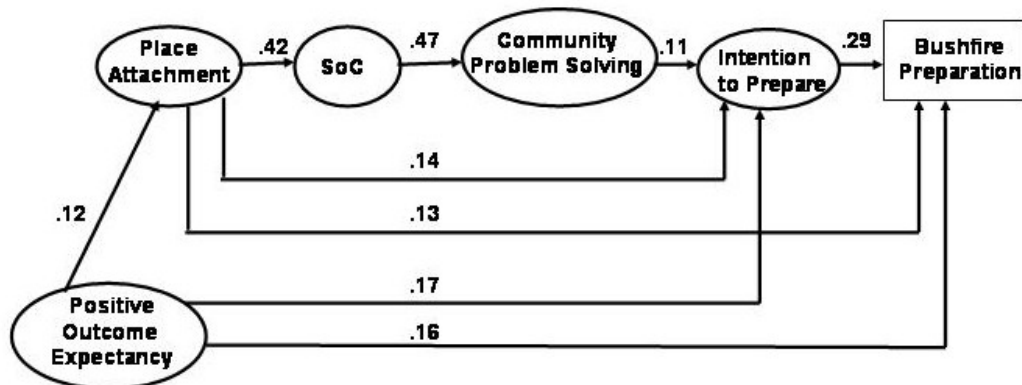 Place
Attachment
.42
SoC
.47
Community
Problem Solving
.11
Intention
to Prepare
.29
Bushfire
Preparation
.14
.12
.13
.17
Positive
Outcome
Expectancy
.16